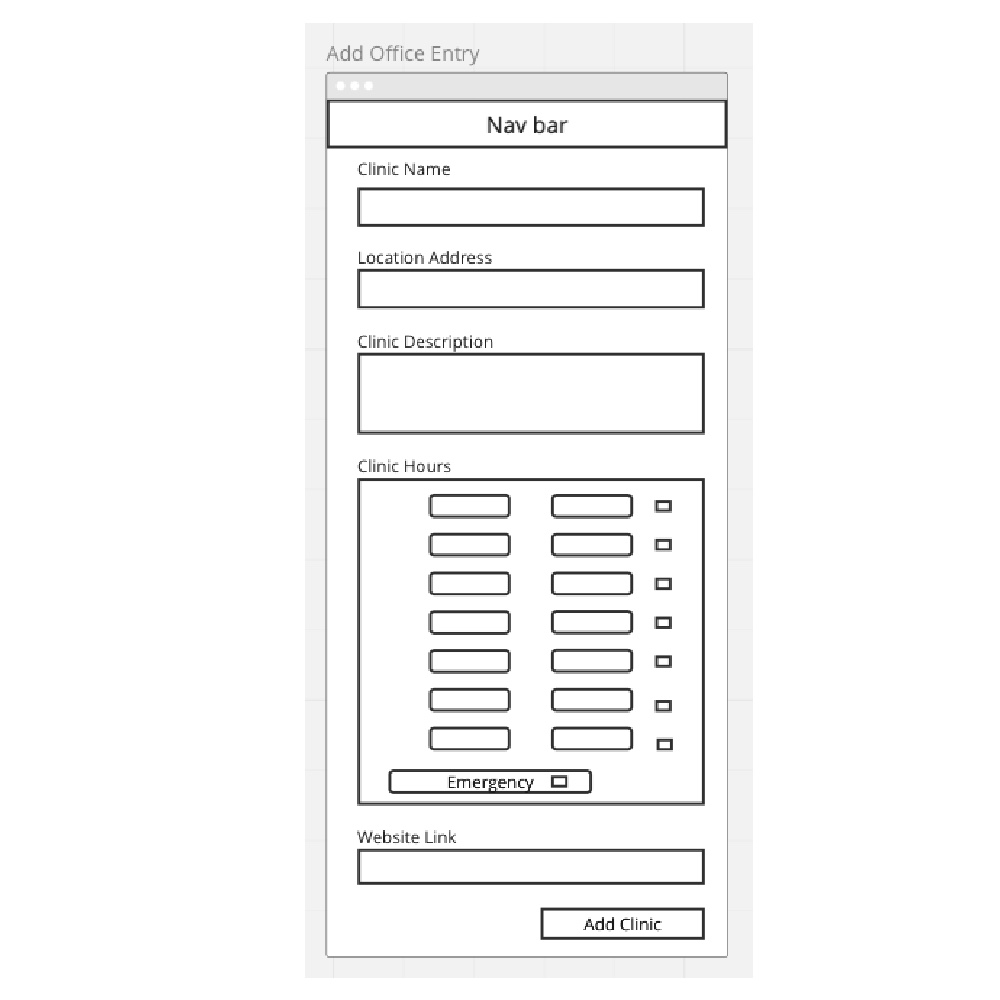 Add Office Entry
Nav bar
Clinic Name
Location Address
Clinic Description
Clinic Hours
Emergency
Website Link
Add Clinic